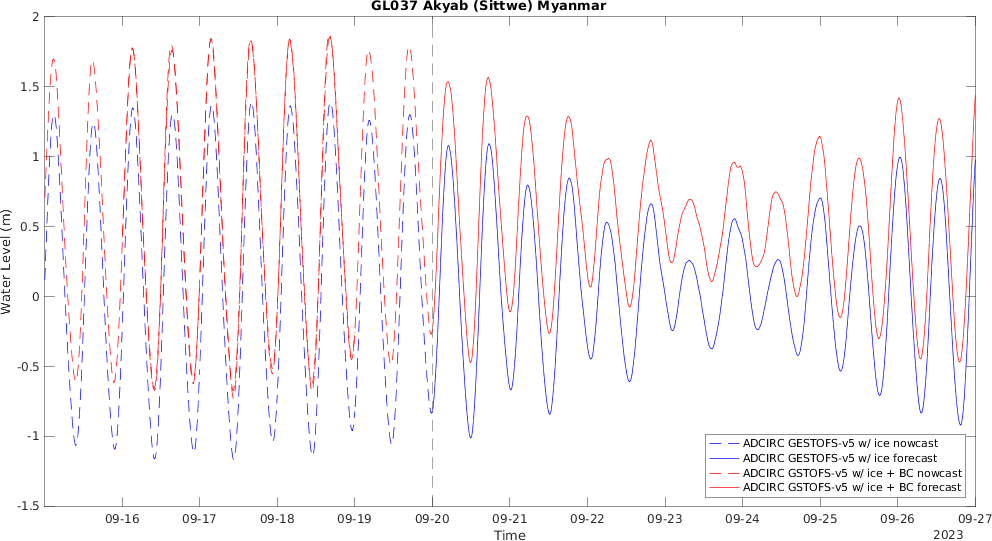 GL037 Akyab (Sittwe) Myanmar
2
1.5
1
0.5
0
-0.5
-1
-1.5
Water Level (m)
ADCIRC GESTOFS-v5 w/ ice nowcast
ADCIRC GESTOFS-v5 w/ ice forecast
ADCIRC GSTOFS-v5 w/ ice + BC nowcast
ADCIRC GSTOFS-v5 w/ ice + BC forecast
09-16 09-17 09-18 09-19 09-20 09-21 09-22 09-23 09-24 09-25 09-26 09-27
Time
2023